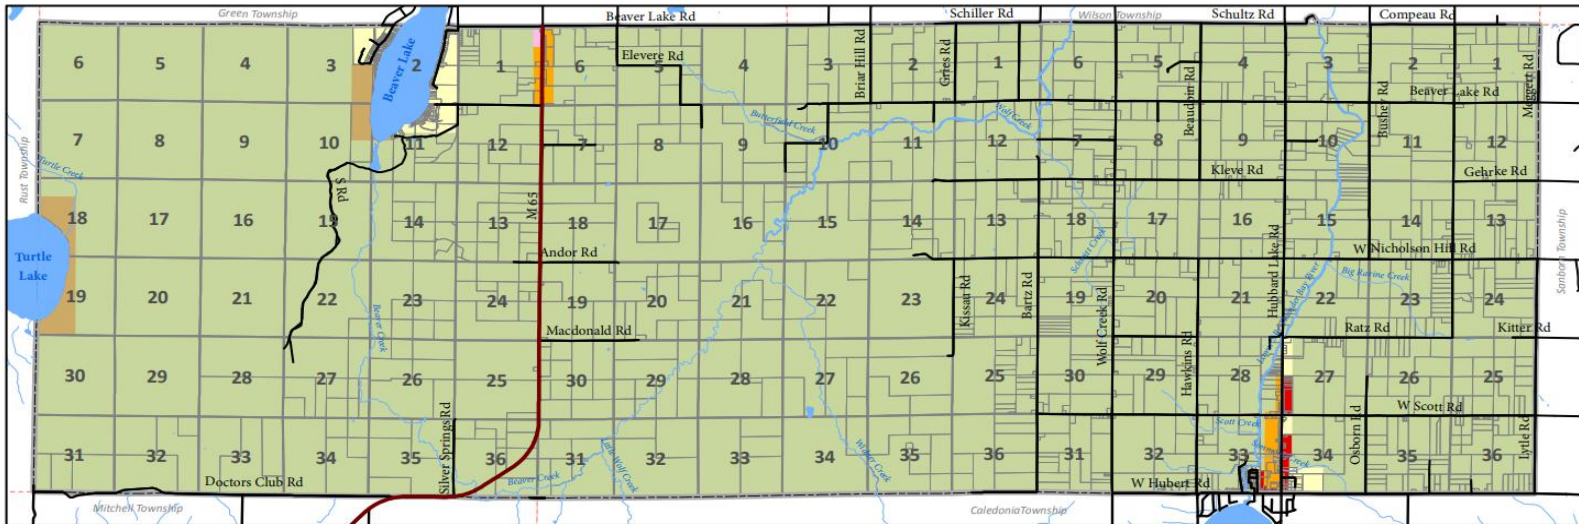 Green Township
Beaver Lake Rd
Schiller Rd
Wilson Township
Schultz Rd
Compeau Rd
6 5 4 3 2 1 6 5 4 3 2 1 6 5 4 3 2 1
Beaver Lake
Elevere Rd
Briar Hill Rd
Gries Rd
Beaudoin Rd
Bushey Rd
Beaver Lake Rd
Meggert Rd
Butterfield Creek
Wolf Creek
7 8 9 10 11 12 7 8 9 10 11 12 7 8 9 10 11 12
Rust Township
Turtle Creek
S Rd
M 65
Kleve Rd
Gehrke Rd
18 17 16 15 14 13 18 17 16 15 14 13 18 17 16 15 14 13
Turtle
Lake
Andor Rd
Schmitt Creek
Hubbard Lake Rd
W Nicholson Hill Rd
Sanborn Township
Big Ravine Creek
19 20 21 22 23 24 19 20 21 22 23 24 19 20 21 22 23 24
Beaver Creek
Macdonald Rd
Kissau Rd
Bartz Rd
Wolf Creek Rd
Hawkins Rd
Bay River
Ratz Rd
Kitter Rd
30 29 28 27 26 25 30 29 28 27 26 25 30 29 28 27 26 25
W Scott Rd
Silver Springs Rd
Scott Creek
Osborn Rd
Lytle Rd
31 32 33 34 35 36 31 32 33 34 35 36 31 32 33 34 35 36
Doctors Club Rd
Beaver Creek
Little Wolf Creek
Creek
W Hubert Rd
Creek
Mitchell Township
Caledonia Township